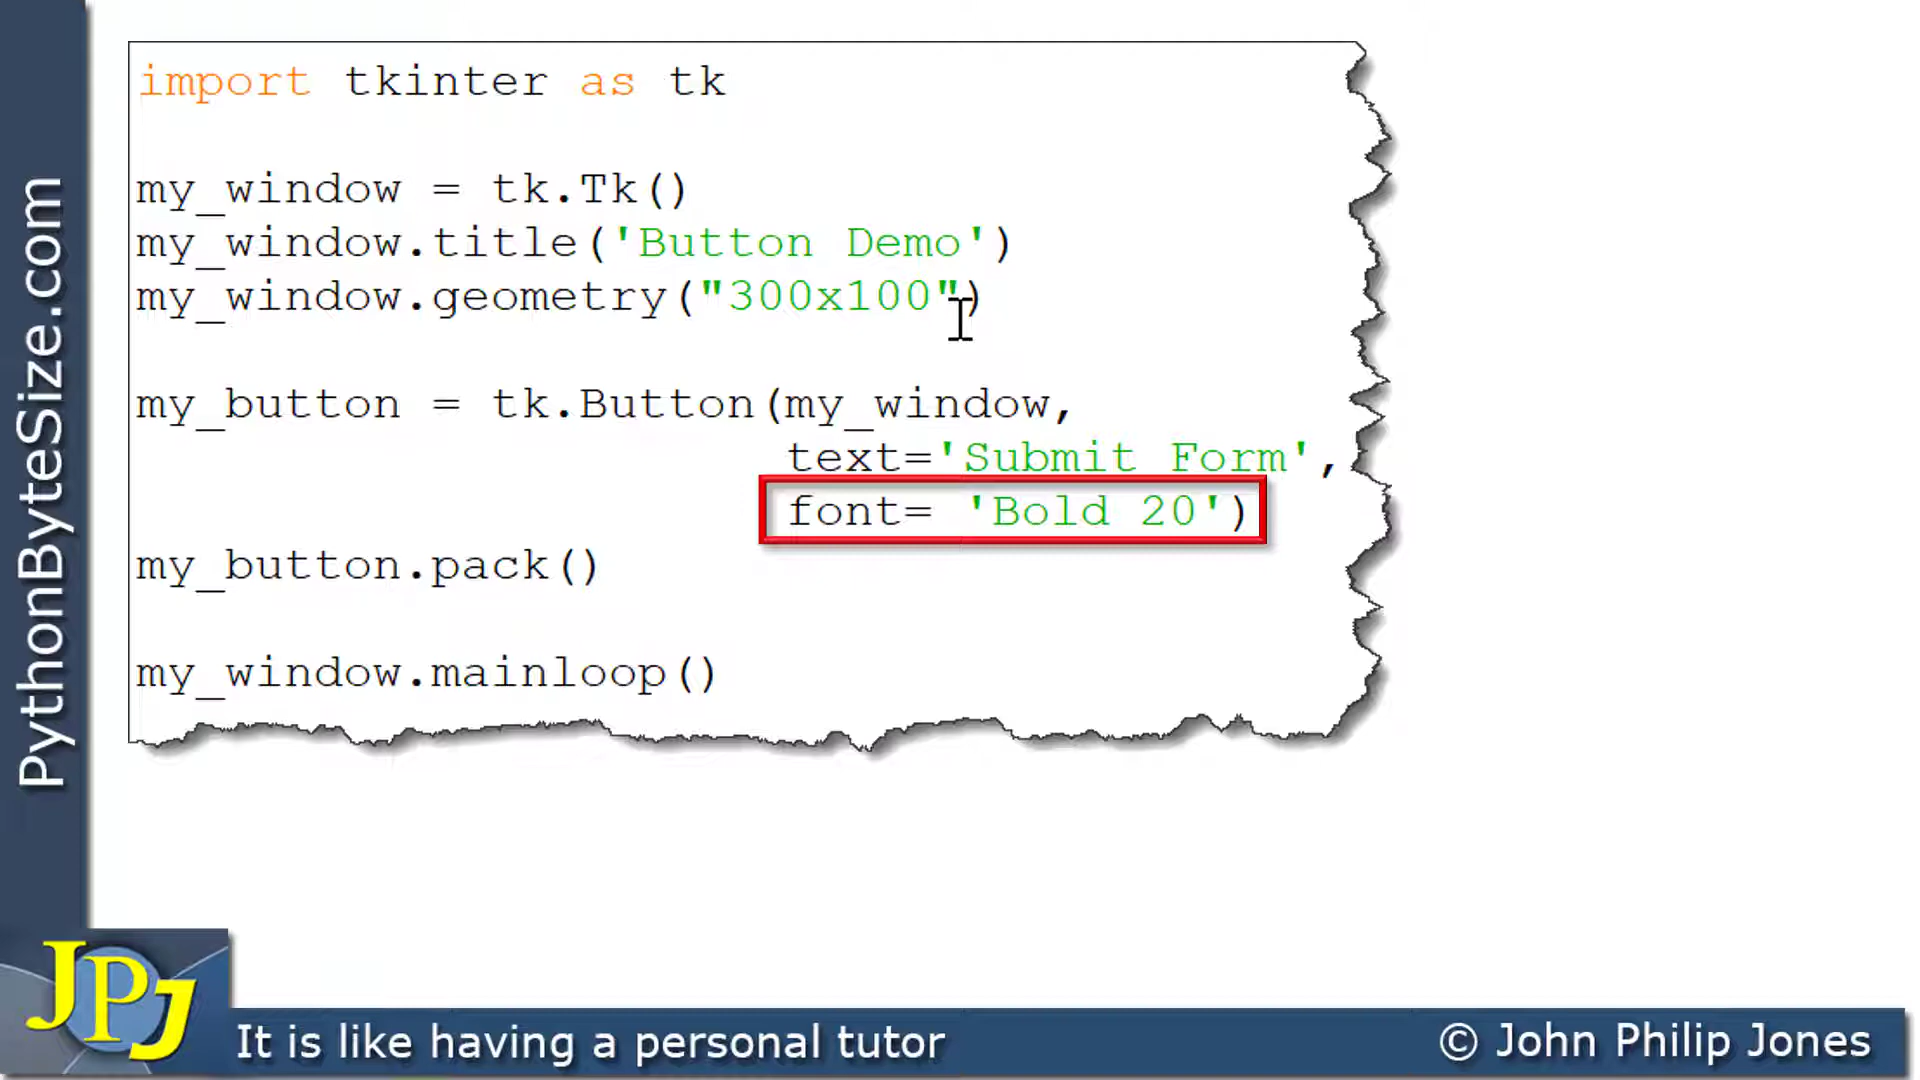 import tkinter as tk
my_window = tk.Tk()
my_window.title('Button Demo')
my_window.geometry("300x100")
my_button = tk.Button(my_window,
text='Submit Form',
font= 'Bold 20')
my_button.pack()
my_window.mainloop()
PythonByteSize.com
JPJ
It is like having a personal tutor
© John Philip Jones